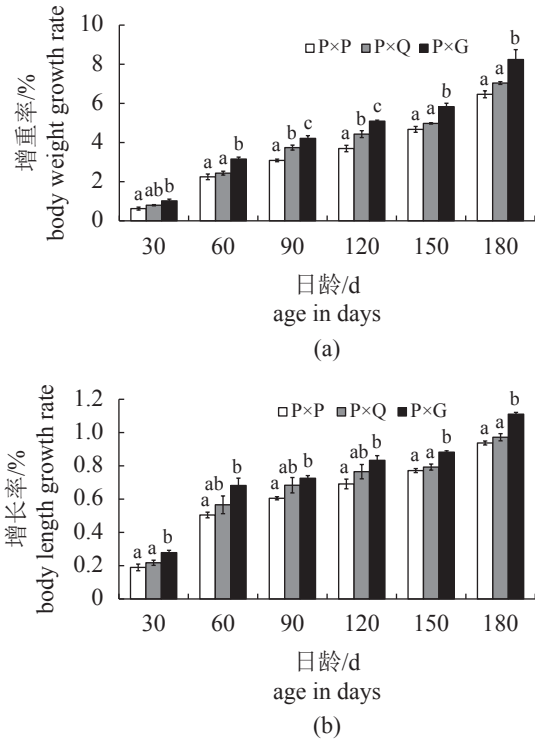 10
8
6
4
2
0
增重率/%
body weight growth rate
P×P P×Q P×G
a ab b
a a b
a b c
a b c
a a b
a a b
30 60 90 120 150 180
日龄/d
age in days
(a)
1.2
1.0
0.8
0.6
0.4
0.2
0
增长率/%
body length growth rate
P×P P×Q P×G
a a b
a ab b
a ab b
a ab b
a a b
a a b
30 60 90 120 150 180
日龄/d
age in days
(b)